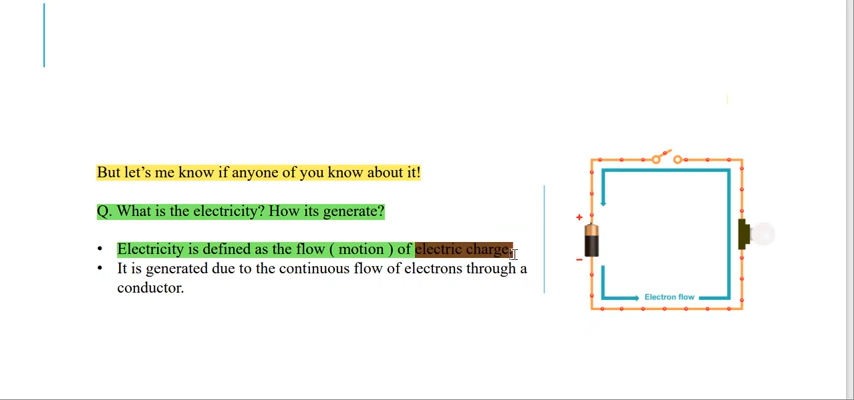 But let's me know if anyone of you know about it!
Q. What is the electricity? How its generate?
• Electricity is defined as the flow ( motion ) of electric charge.
• It is generated due to the continuous flow of electrons through a
conductor.
+
−
Electron flow